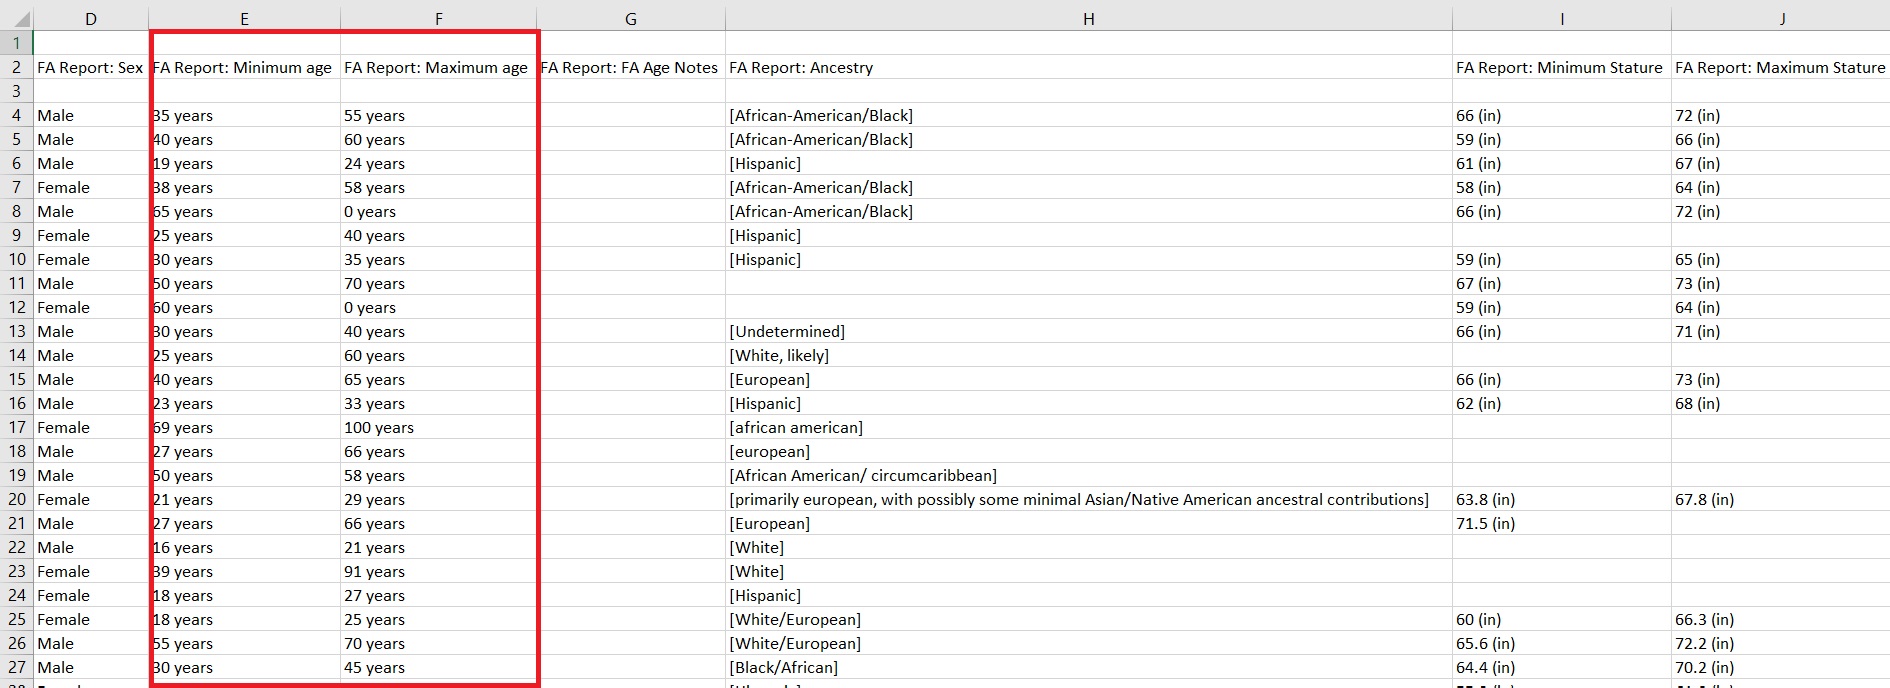 D E F G H I J
1
2 FA Report: Sex FA Report: Minimum age FA Report: Maximum age FA Report: FA Age Notes FA Report: Ancestry FA Report: Minimum Stature FA Report: Maximum Stature
3
4 Male 35 years 55 years [African-American/Black] 66 (in) 72 (in)
5 Male 40 years 60 years [African-American/Black] 59 (in) 66 (in)
6 Male 19 years 24 years [Hispanic] 61 (in) 67 (in)
7 Female 38 years 58 years [African-American/Black] 58 (in) 64 (in)
8 Male 65 years 0 years [African-American/Black] 66 (in) 72 (in)
9 Female 25 years 40 years [Hispanic]
10 Female 30 years 35 years [Hispanic] 59 (in) 65 (in)
11 Male 50 years 70 years 67 (in) 73 (in)
12 Female 60 years 0 years 59 (in) 64 (in)
13 Male 30 years 40 years [Undetermined] 66 (in) 71 (in)
14 Male 25 years 60 years [White, likely]
15 Male 40 years 65 years [European] 66 (in) 73 (in)
16 Male 23 years 33 years [Hispanic] 62 (in) 68 (in)
17 Female 69 years 100 years [african american]
18 Male 27 years 66 years [european]
19 Male 50 years 58 years [African American/ circumcaribbean]
20 Female 21 years 29 years [primarily european, with possibly some minimal Asian/Native American ancestral contributions] 63.8 (in) 67.8 (in)
21 Male 27 years 66 years [European] 71.5 (in)
22 Male 16 years 21 years [White]
23 Female 39 years 91 years [White]
24 Female 18 years 27 years [Hispanic]
25 Female 18 years 25 years [White/European] 60 (in) 66.3 (in)
26 Male 55 years 70 years [White/European] 65.6 (in) 72.2 (in)
27 Male 30 years 45 years [Black/African] 64.4 (in) 70.2 (in)